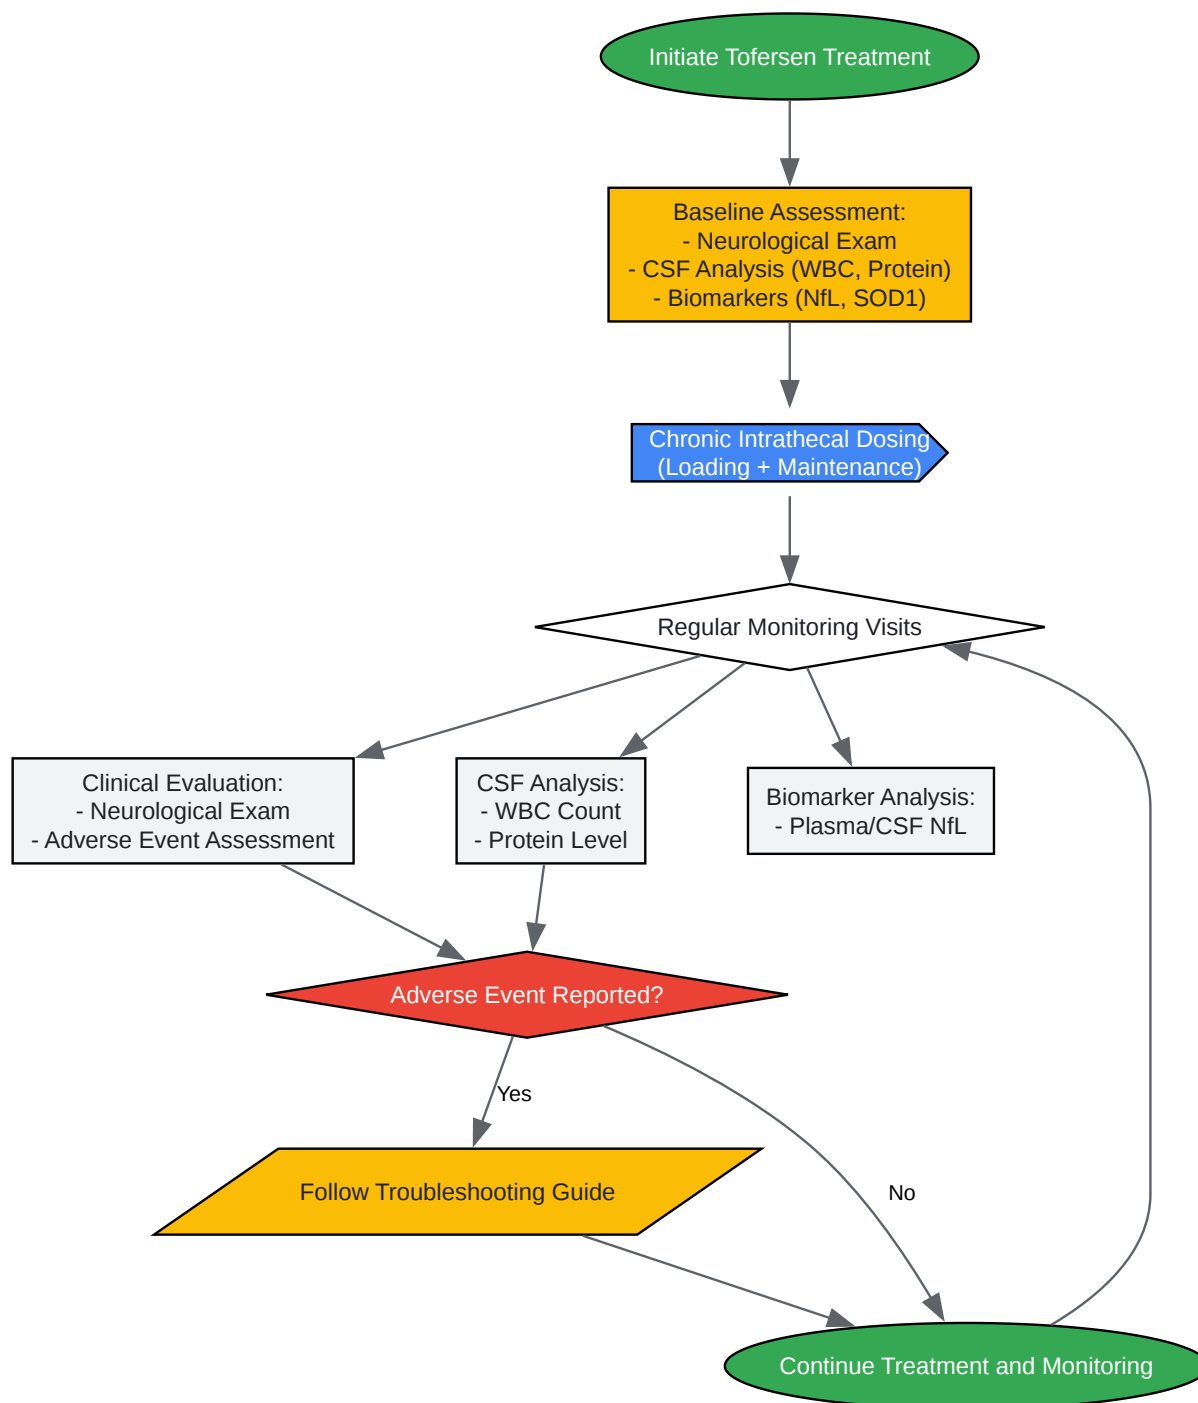 Initiate Tofersen Treatment
Baseline Assessment:
- Neurological Exam
- CSF Analysis (WBC, Protein)
- Biomarkers (NfL, SOD1)
Chronic Intrathecal Dosing
(Loading + Maintenance)
Regular Monitoring Visits
Clinical Evaluation:
- Neurological Exam
- Adverse Event Assessment
CSF Analysis:
- WBC Count
- Protein Level
Biomarker Analysis:
- Plasma/CSF NfL
Adverse Event Reported?
Yes
Follow Troubleshooting Guide
No
Continue Treatment and Monitoring